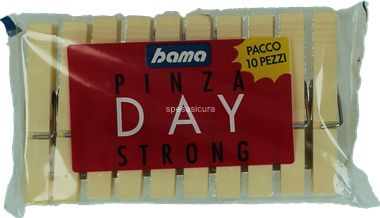 bama
PACCO
10 PEZZI
PINZA
spesasicura
DAY
STRONG